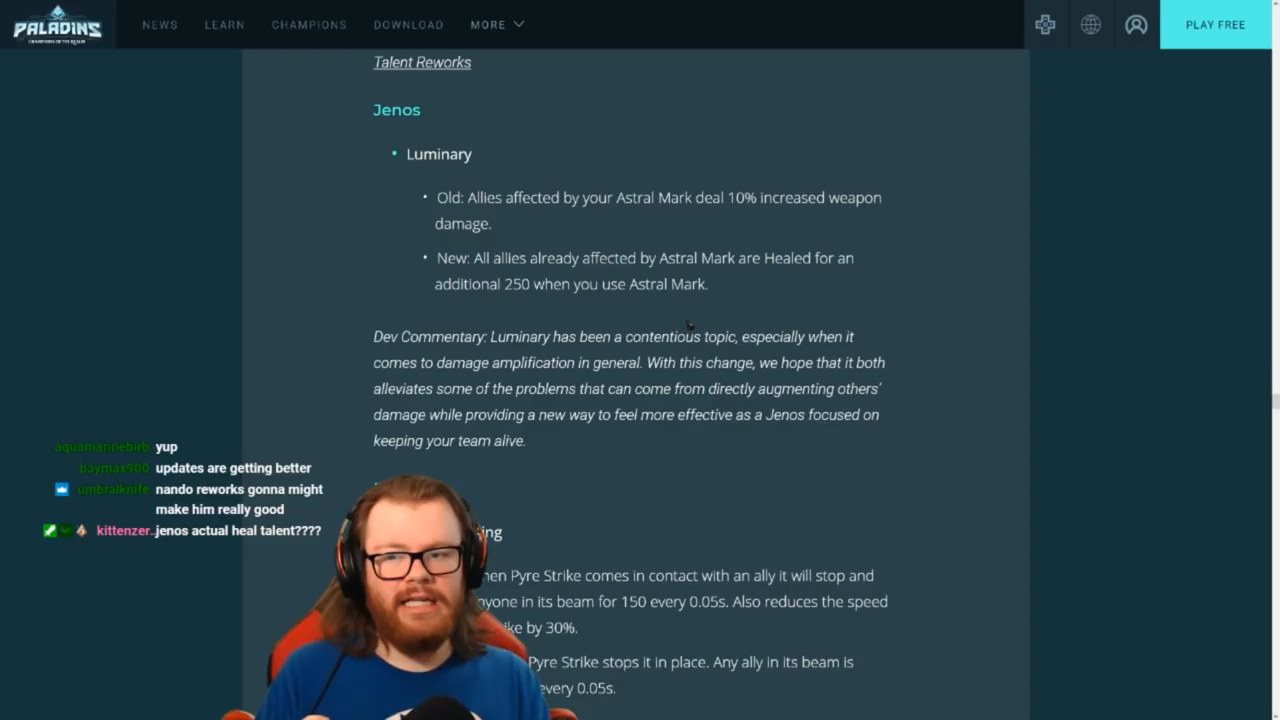 PALADINS
CHAMPIONS OF THE REALM
NEWS LEARN CHAMPIONS DOWNLOAD MORE PLAY FREE
Talent Reworks
Jenos
• Luminary
• Old: Allies affected by your Astral Mark deal 10% increased weapon
damage.
• New: All allies already affected by Astral Mark are Healed for an
additional 250 when you use Astral Mark.
Dev Commentary: Luminary has been a contentious topic, especially when it
comes to damage amplification in general. With this change, we hope that it both
alleviates some of the problems that can come from directly augmenting others'
damage while providing a new way to feel more effective as a Jenos focused on
keeping your team alive.
aquamarinebirb yup
baymax900 updates are getting better
umbralknife nando reworks gonna might
make him really good
kittenzer. jenos actual heal talent????
Pyre Strike comes in contact with an ally it will stop and
in its beam for 150 every 0.05s. Also reduces the speed
by 30%.
Pyre Strike stops it in place. Any ally in its beam is
every 0.05s.